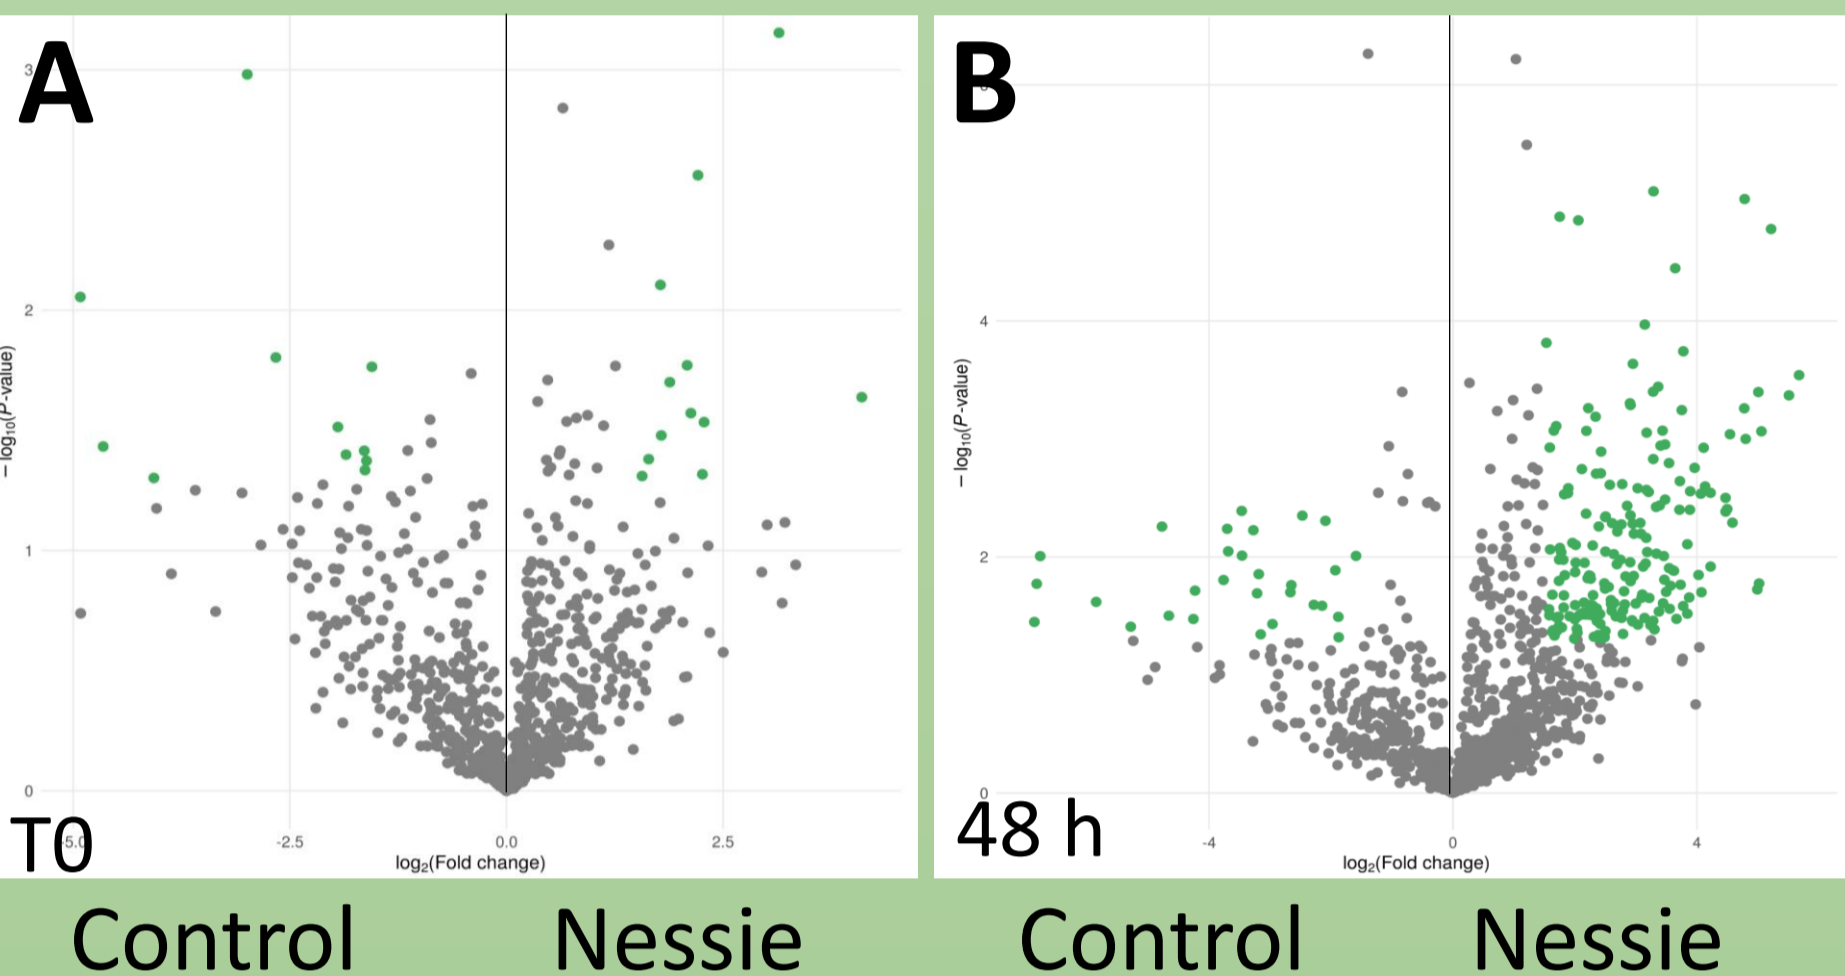 A
3
2
1
0
– log₁₀(P-value)
T0
-5.0
-2.5
0.0
2.5
log₂(Fold change)
Control
Nessie
B
4
2
0
– log₁₀(P-value)
48 h
-4
0
4
log₂(Fold change)
Control
Nessie